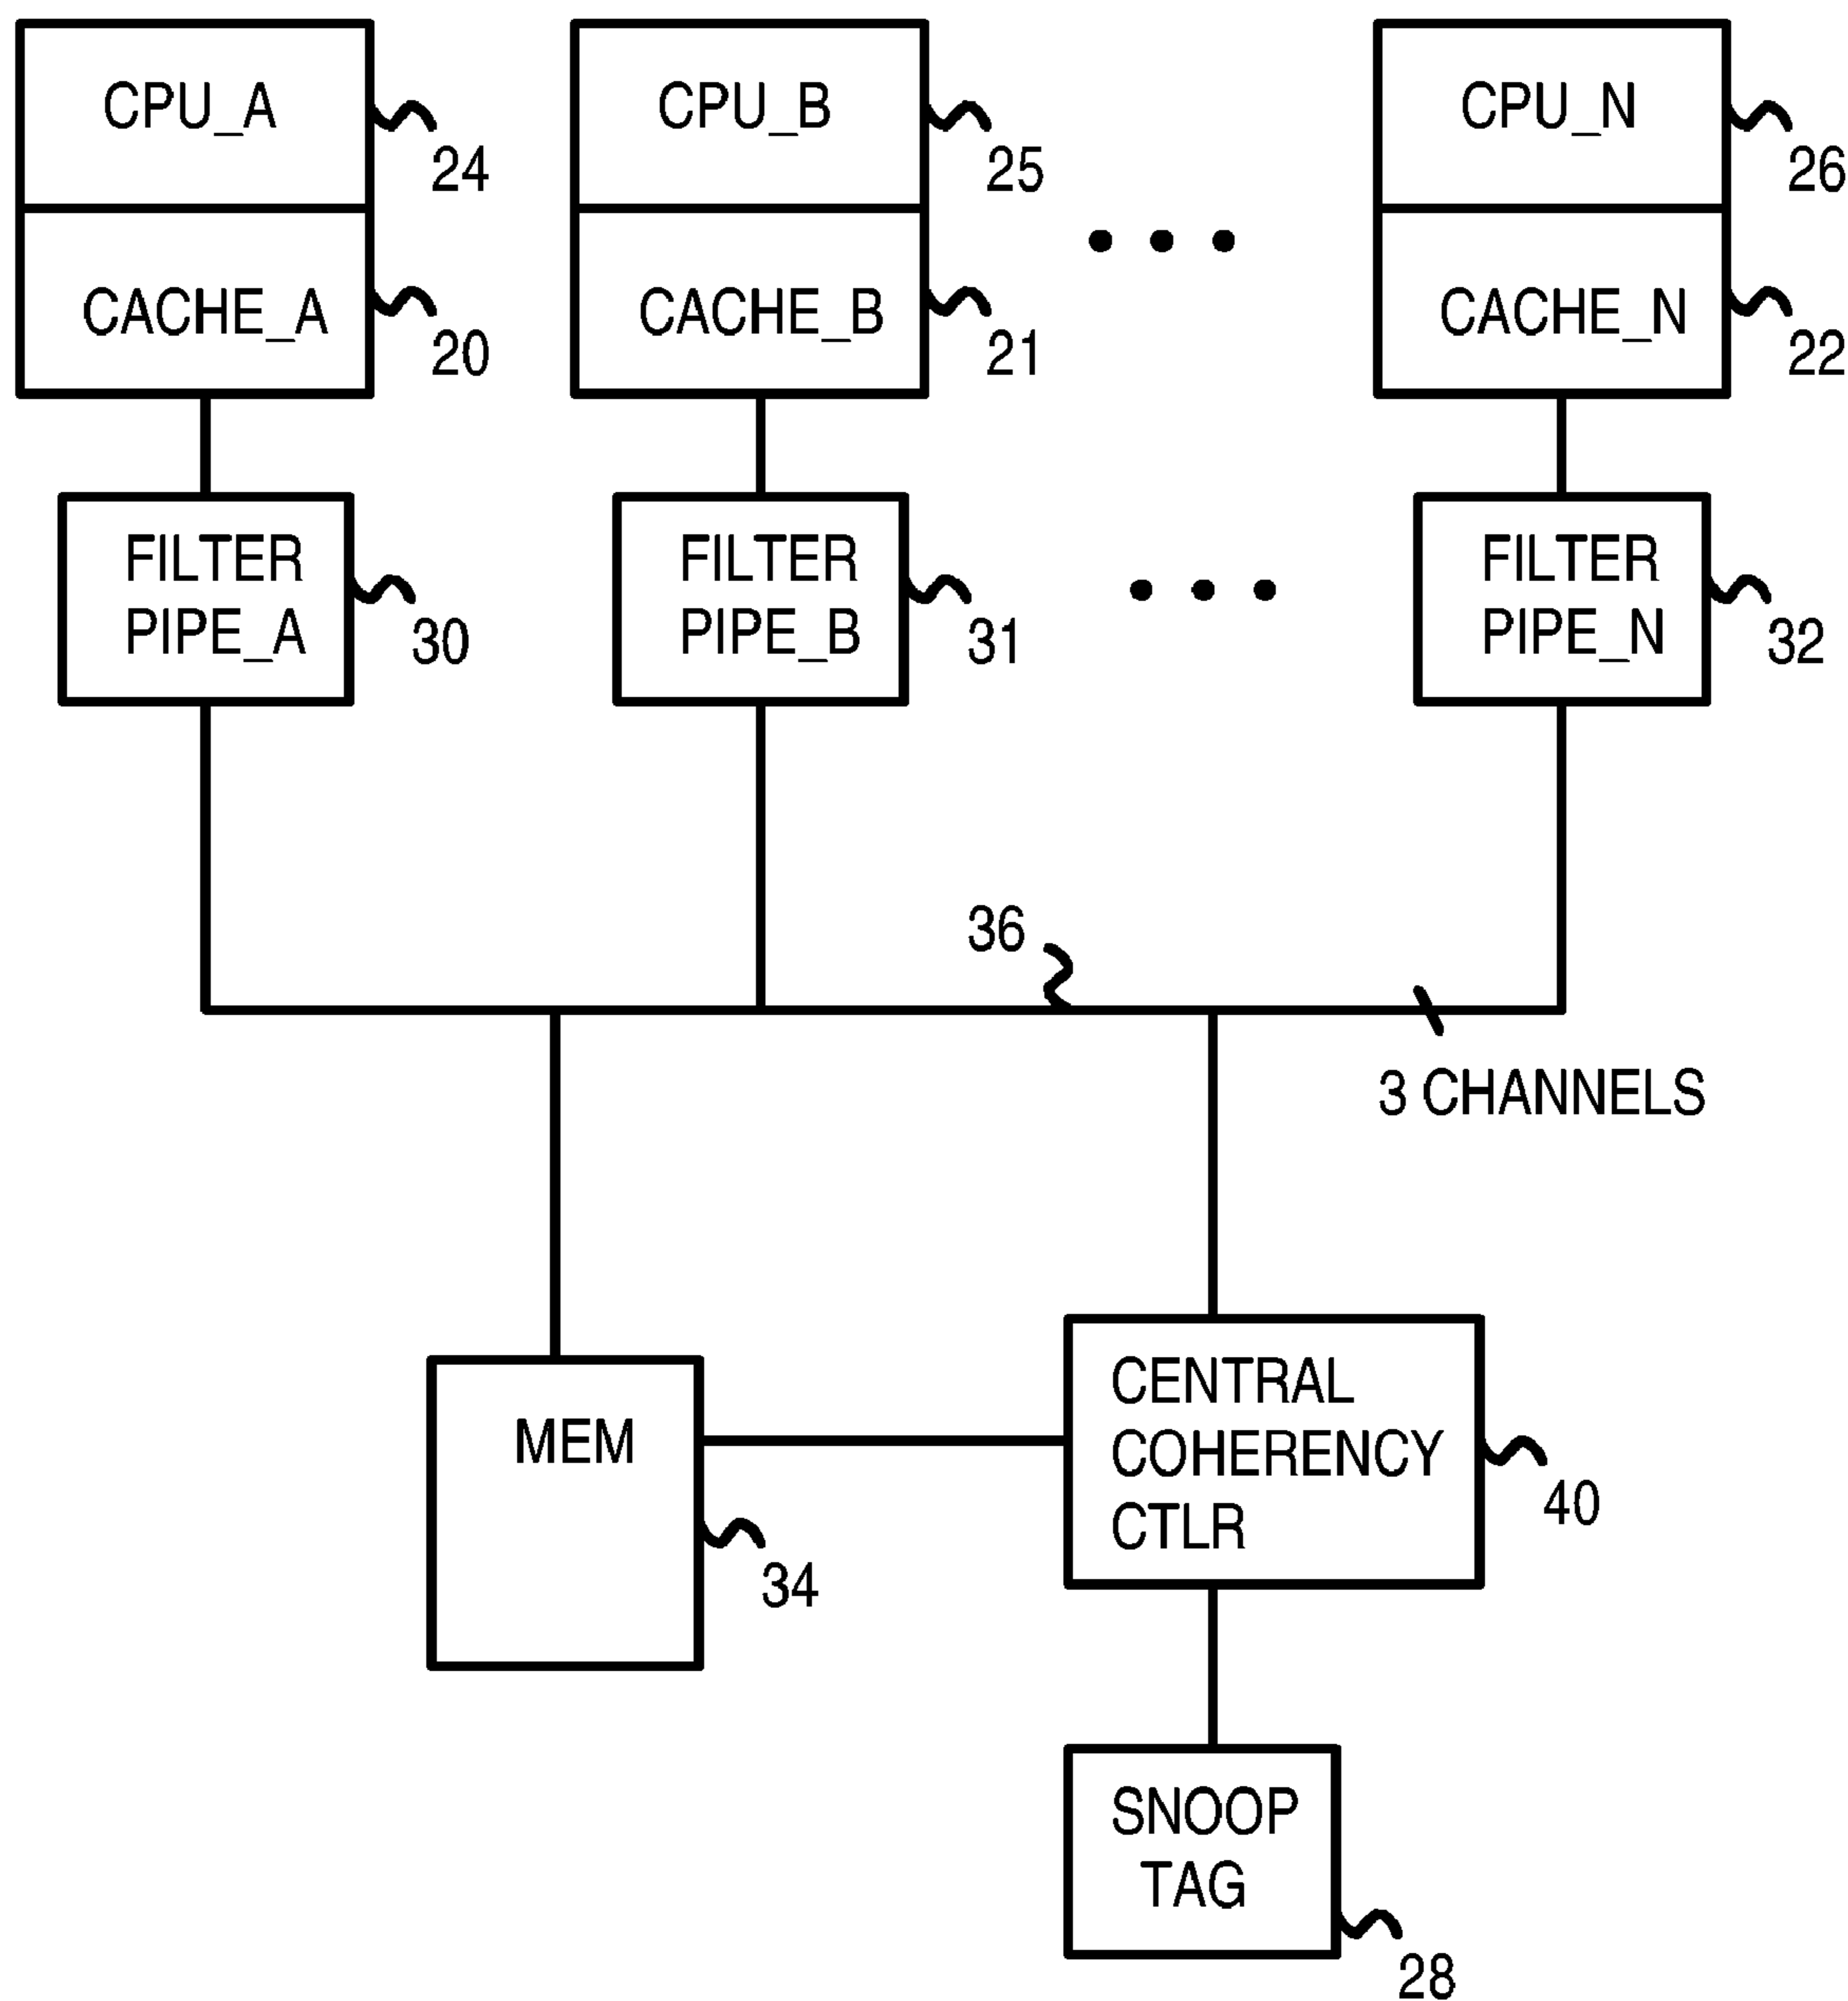 CPU_A
24
CACHE_A
20
CPU_B
25
CACHE_B
21
CPU_N
26
CACHE_N
22
FILTER
PIPE_A
30
FILTER
PIPE_B
31
FILTER
PIPE_N
32
36
3 CHANNELS
MEM
34
CENTRAL
COHERENCY
CTLR
40
SNOOP
TAG
28